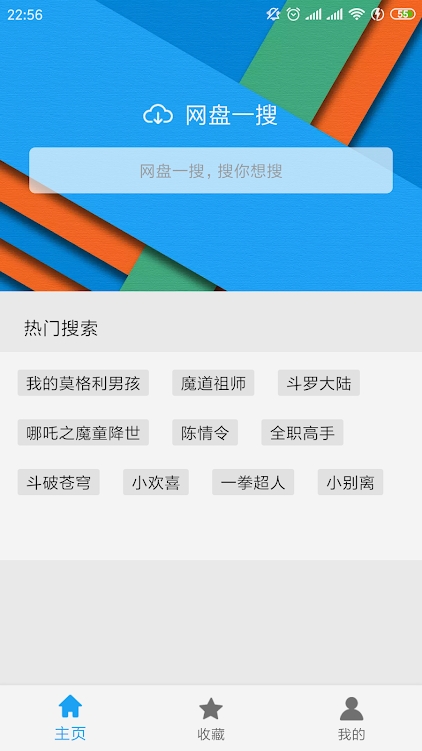 22:56 55
网盘一搜
网盘一搜，搜你想搜
热门搜索
我的莫格利男孩 魔道祖师 斗罗大陆
哪吒之魔童降世 陈情令 全职高手
斗破苍穹 小欢喜 一拳超人 小别离
主页 收藏 我的